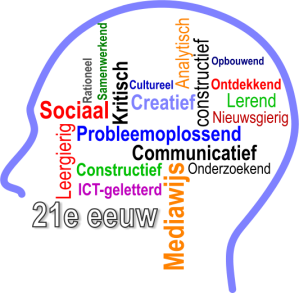 Rationeel
Samenwerkend
Kritisch
Sociaal
Cultureel
Creatief
Analytisch
constructief
Opbouwend
Ontdekkend
Lerend
Nieuwsgierig
Leergierig
Probleemoplossend
Communicatief
Constructief
Onderzoekend
ICT-geletterd
Mediawijs
21e eeuw